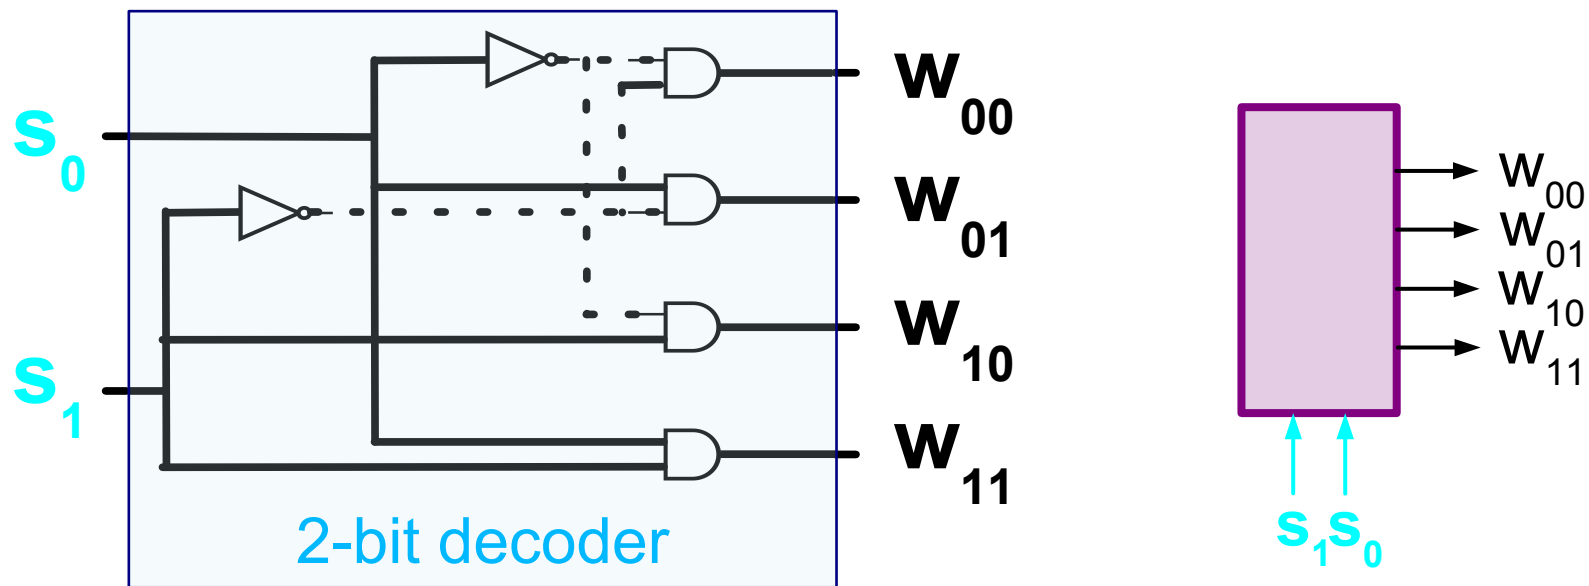 s₀
s₁
w₀₀
w₀₁
w₁₀
w₁₁
2-bit decoder
w₀₀
w₀₁
w₁₀
w₁₁
s₁s₀